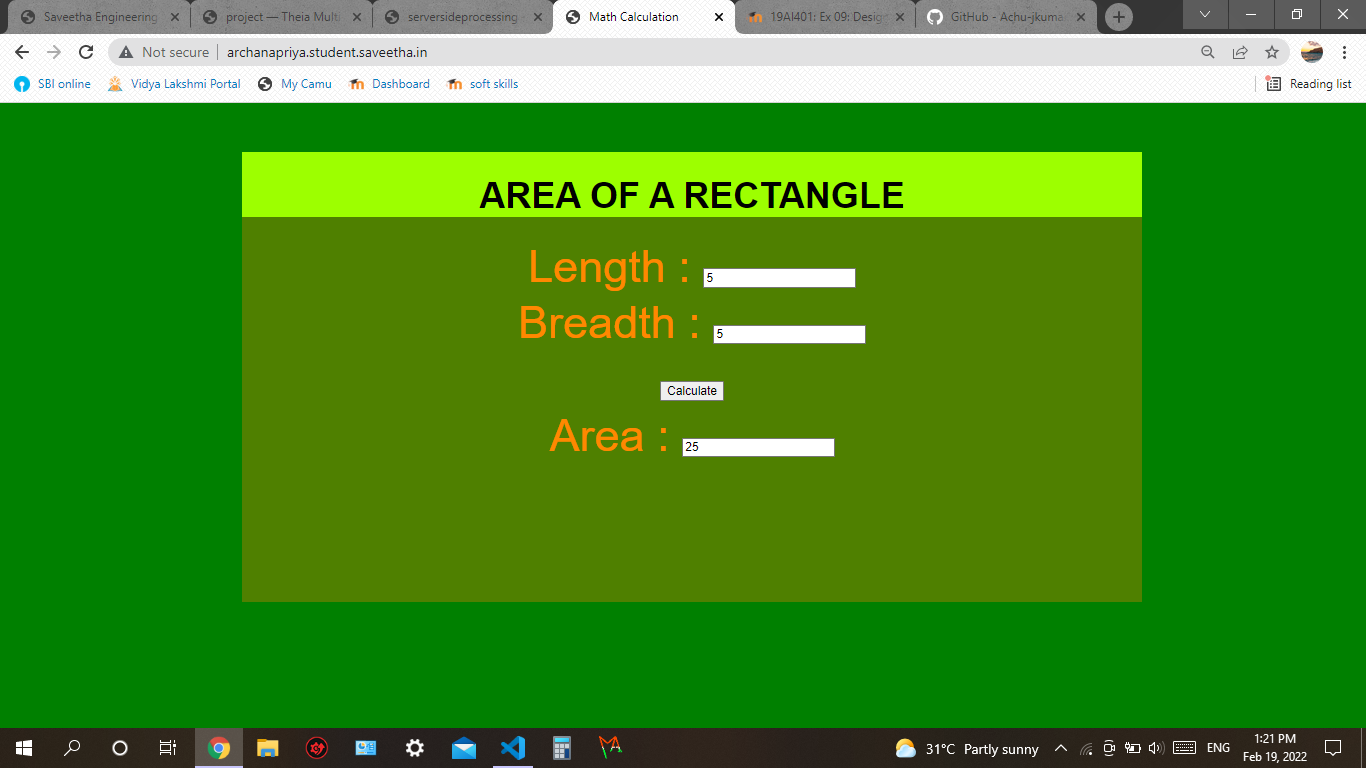 Saveetha Engineering
project — Theia Multi
serversideprocessing
Math Calculation
19AI401: Ex 09: Design
GitHub - Achu-jkuma
Not secure
archanapriya.student.saveetha.in
SBI online
Vidya Lakshmi Portal
My Camu
Dashboard
soft skills
Reading list
AREA OF A RECTANGLE
Length : 5
Breadth : 5
Calculate
Area : 25
31°C Partly sunny
ENG
1:21 PM
Feb 19, 2022